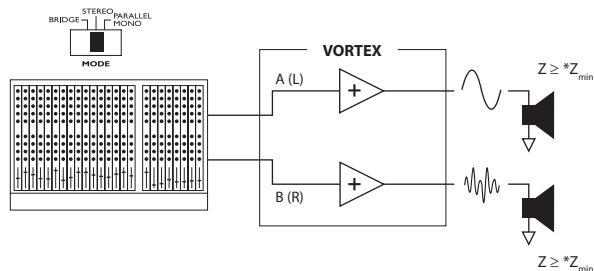 STEREO
BRIDGE
PARALLEL
MONO
MODE
VORTEX
A (L)
+
Z ≥ *Zmin
B (R)
+
Z ≥ *Zmin